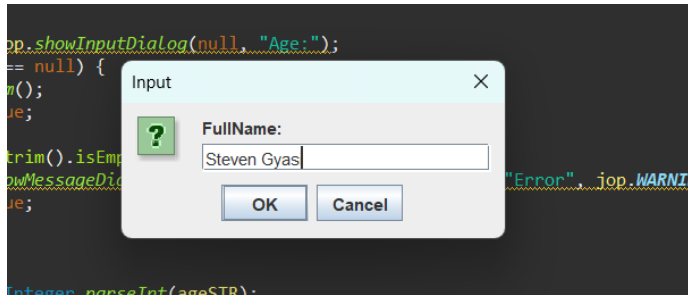 op.showInputDialog(null, "Age:");
== null) {
Input
m();
ue;
FullName:
trim().isEmp
Steven Gyas
owMessageDia
"Error", jop.WARNI
ue;
OK
Cancel
Integer.parseInt(ageSTR);